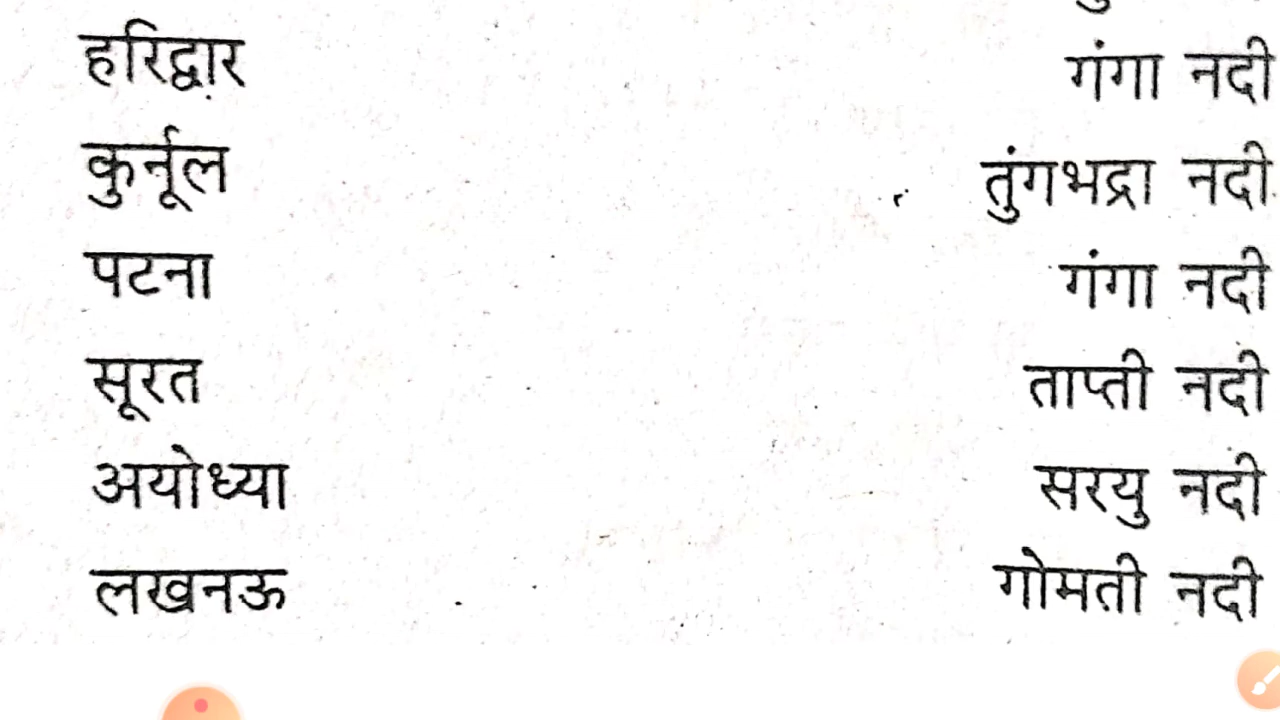 हरिद्वार गंगा नदी
कुर्नूल तुंगभद्रा नदी
पटना गंगा नदी
सूरत ताप्ती नदी
अयोध्या सरयु नदी
लखनऊ गोमती नदी